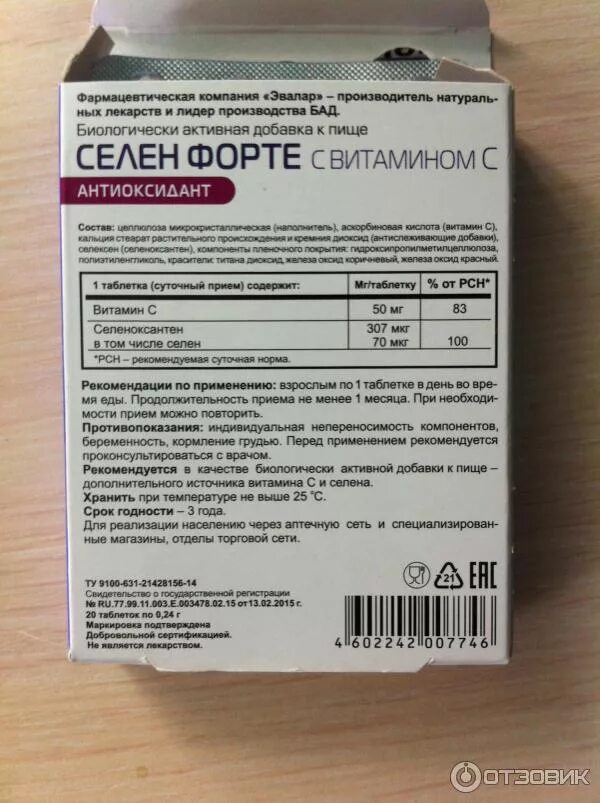 Фармацевтическая компания «Эвалар» – производитель натураль-
ных лекарств и лидер производства БАД.
Биологически активная добавка к пище
СЕЛЕН ФОРТЕ С ВИТАМИНОМ С
АНТИОКСИДАНТ
Состав: целлюлоза микрокристаллическая (наполнитель), аскорбиновая кислота (витамин С),
кальция стеарат растительного происхождения и кремния диоксид (антислеживающие добавки),
селексен (селеноксантен), компоненты пленочного покрытия: гидроксипропилметилцеллюлоза,
полиэтиленгликоль, красители: титана диоксид, железа оксид коричневый, железа оксид красный.
1 таблетка (суточный прием) содержит: Мг/таблетку % от РСН*
Витамин С 50 мг 83
Селеноксантен 307 мкг
в том числе селен 70 мкг 100
*РСН – рекомендуемая суточная норма.
Рекомендации по применению: взрослым по 1 таблетке в день во вре-
мя еды. Продолжительность приема не менее 1 месяца. При необходи-
мости прием можно повторить.
Противопоказания: индивидуальная непереносимость компонентов,
беременность, кормление грудью. Перед применением рекомендуется
проконсультироваться с врачом.
Рекомендуется в качестве биологически активной добавки к пище –
дополнительного источника витамина С и селена.
Хранить при температуре не выше 25 °С.
Срок годности – 3 года.
Для реализации населению через аптечную сеть и специализирован-
ные магазины, отделы торговой сети.
ТУ 9100-631-21428156-14
Свидетельство о государственной регистрации
№ RU.77.99.11.003.Е.003478.02.15 от 13.02.2015 г.
20 таблеток по 0,24 г
Маркировка подтверждена
Добровольной сертификацией.
Не является лекарством.
21
ЕАС
4 602242 007746
ОТЗОВИК